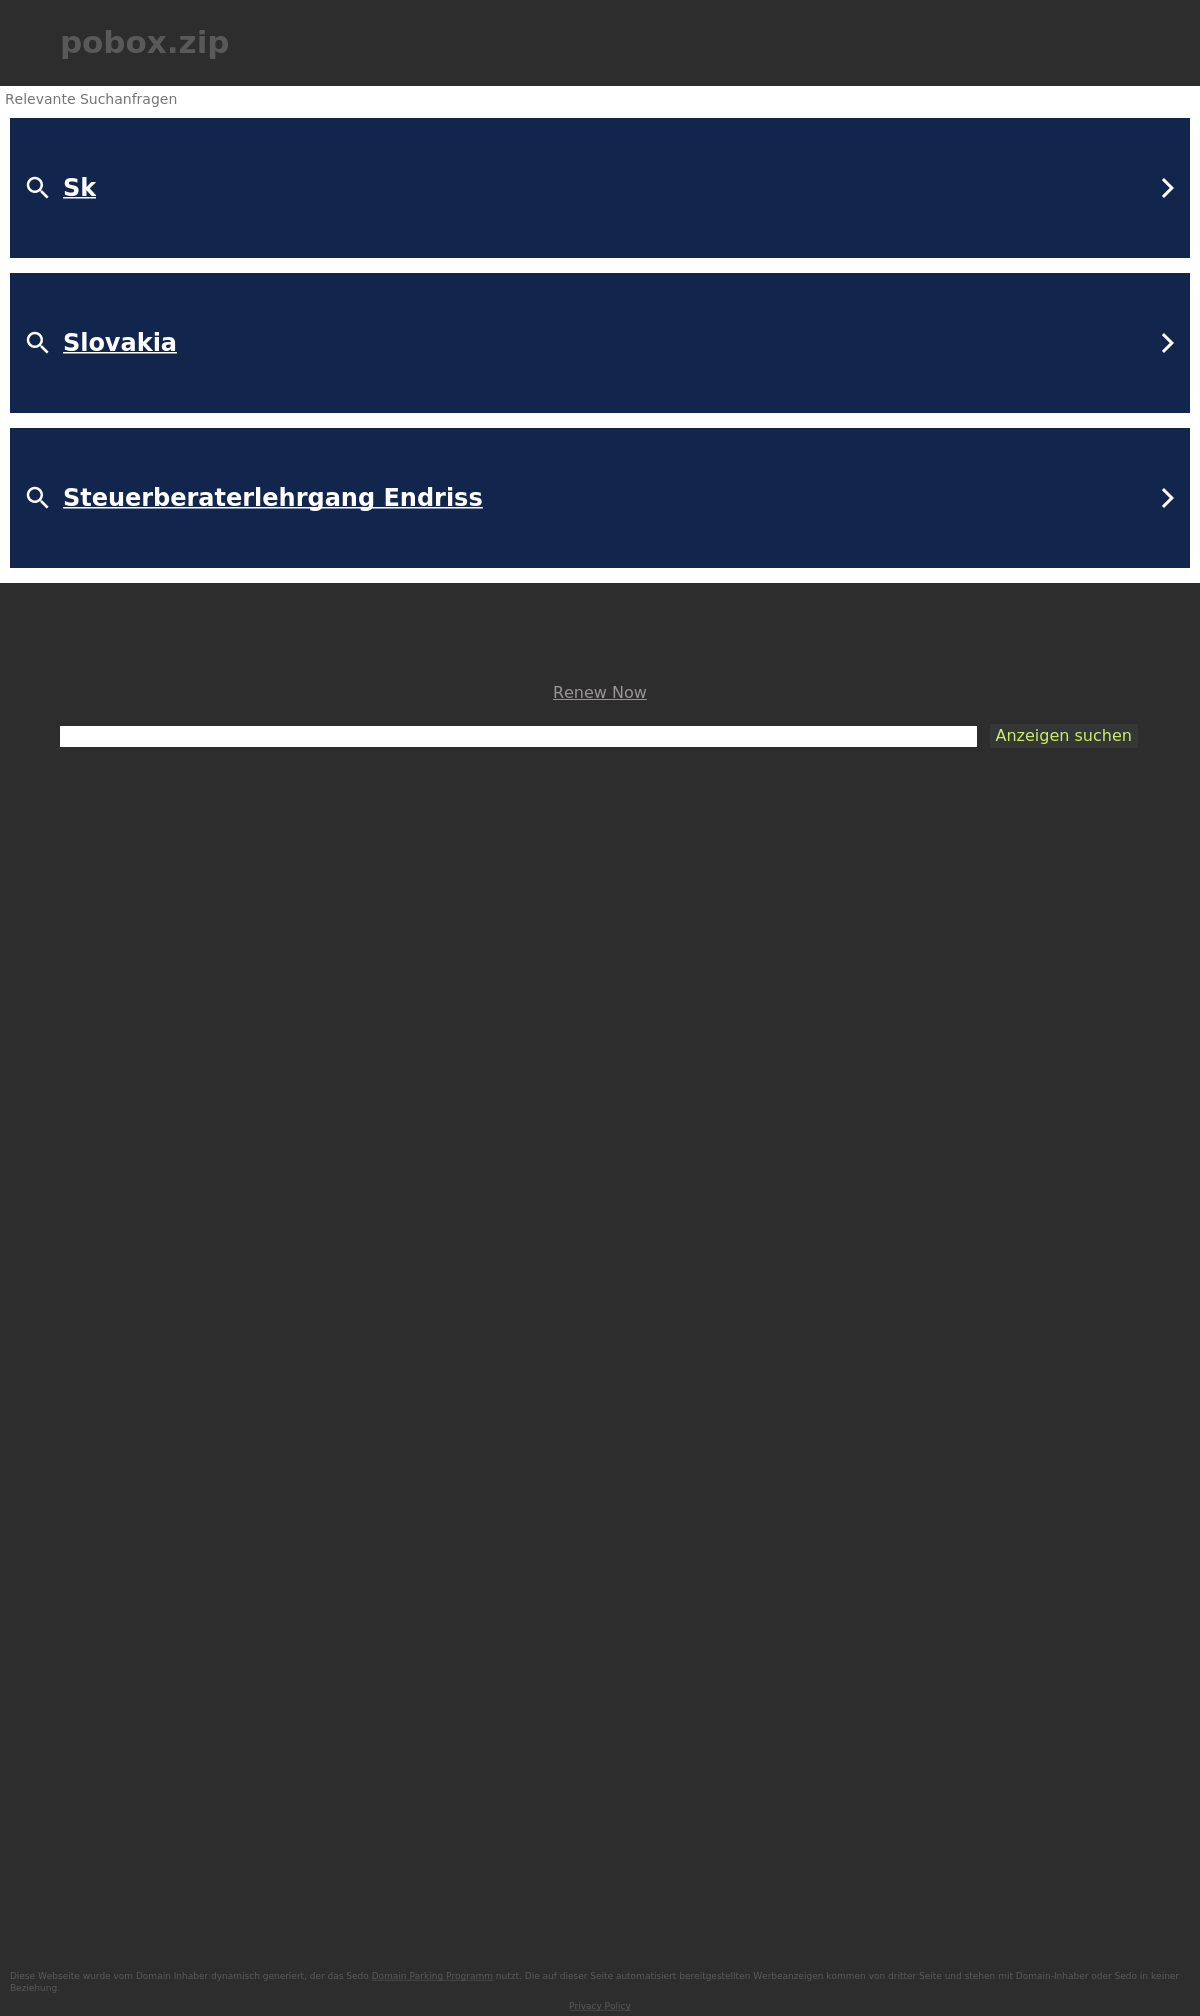 pobox.zip
Relevante Suchanfragen
Sk
Slovakia
Steuerberaterlehrgang Endriss
Renew Now
Anzeigen suchen
Diese Webseite wurde vom Domain Inhaber dynamisch generiert, der das Sedo Domain Parking Programm nutzt. Die auf dieser Seite automatisiert bereitgestellten Werbeanzeigen kommen von dritter Seite und stehen mit Domain-Inhaber oder Sedo in keiner
Beziehung.
Privacy Policy